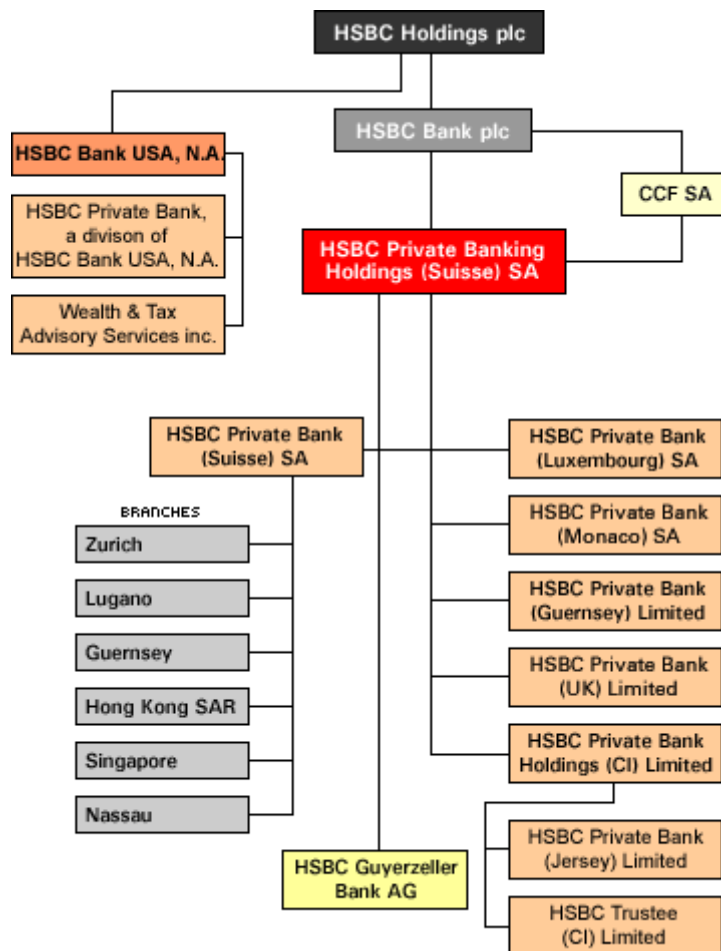 HSBC Holdings plc
HSBC Bank plc
HSBC Bank USA, N.A.
CCF SA
HSBC Private Bank,
a divison of
HSBC Bank USA, N.A.
HSBC Private Banking
Holdings (Suisse) SA
Wealth & Tax
Advisory Services inc.
HSBC Private Bank
(Suisse) SA
BRANCHES
Zurich
Lugano
Guernsey
Hong Kong SAR
Singapore
Nassau
HSBC Guyerzeller
Bank AG
HSBC Private Bank
(Luxembourg) SA
HSBC Private Bank
(Monaco) SA
HSBC Private Bank
(Guernsey) Limited
HSBC Private Bank
(UK) Limited
HSBC Private Bank
Holdings (CI) Limited
HSBC Private Bank
(Jersey) Limited
HSBC Trustee
(CI) Limited